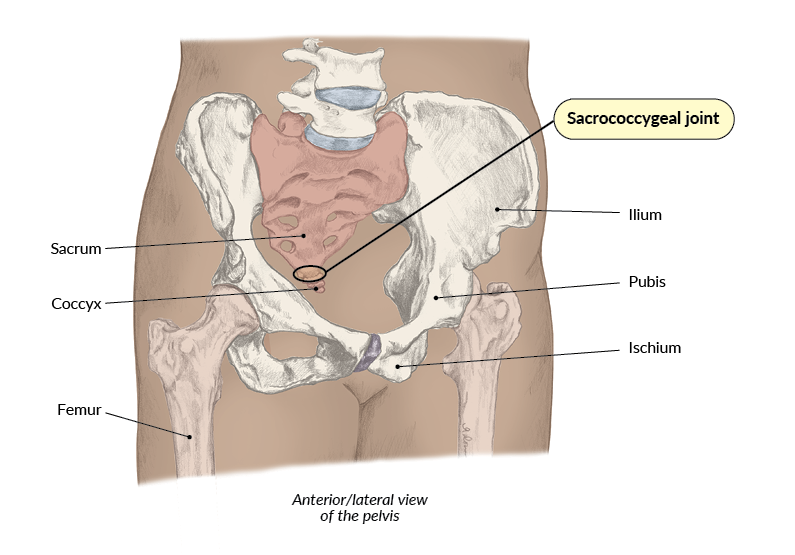 Sacrococcygeal joint
Ilium
Sacrum
Pubis
Coccyx
Ischium
Femur
Anterior/lateral view
of the pelvis